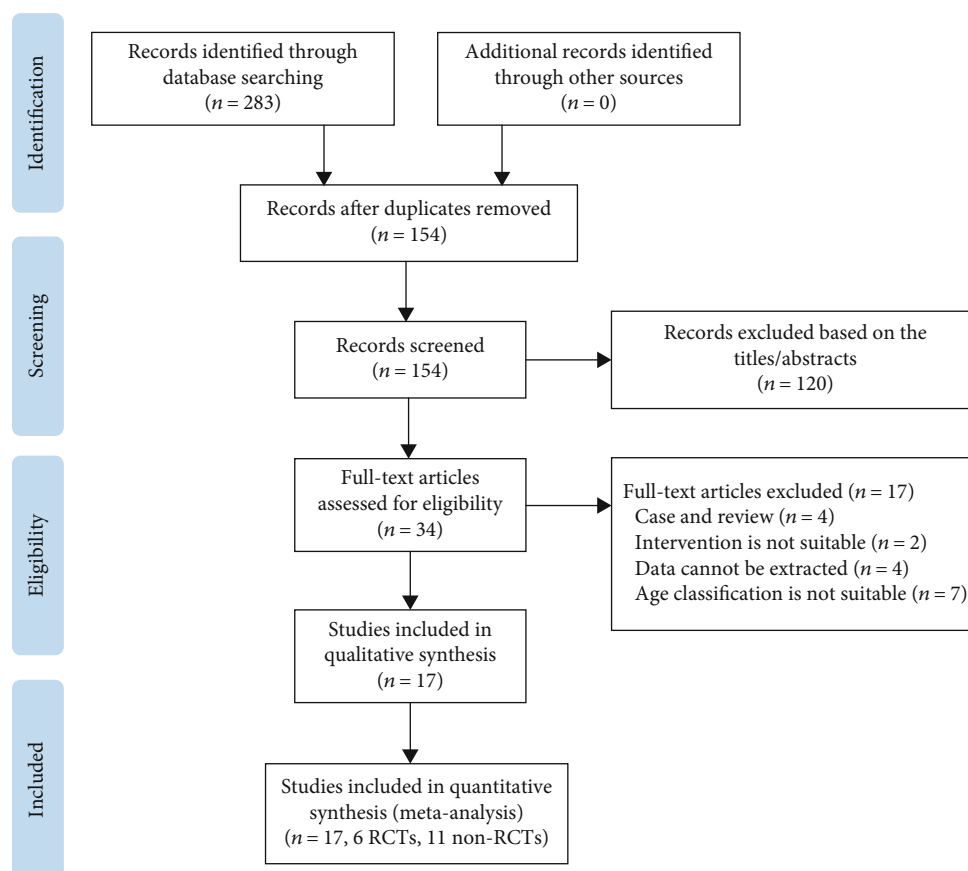 Identification
Records identified through
database searching
(n = 283)
Additional records identified
through other sources
(n = 0)
Records after duplicates removed
(n = 154)
Screening
Records screened
(n = 154)
Records excluded based on the
titles/abstracts
(n = 120)
Eligibility
Full-text articles
assessed for eligibility
(n = 34)
Full-text articles excluded (n = 17)
Case and review (n = 4)
Intervention is not suitable (n = 2)
Data cannot be extracted (n = 4)
Age classification is not suitable (n = 7)
Studies included in
qualitative synthesis
(n = 17)
Included
Studies included in quantitative
synthesis (meta-analysis)
(n = 17, 6 RCTs, 11 non-RCTs)